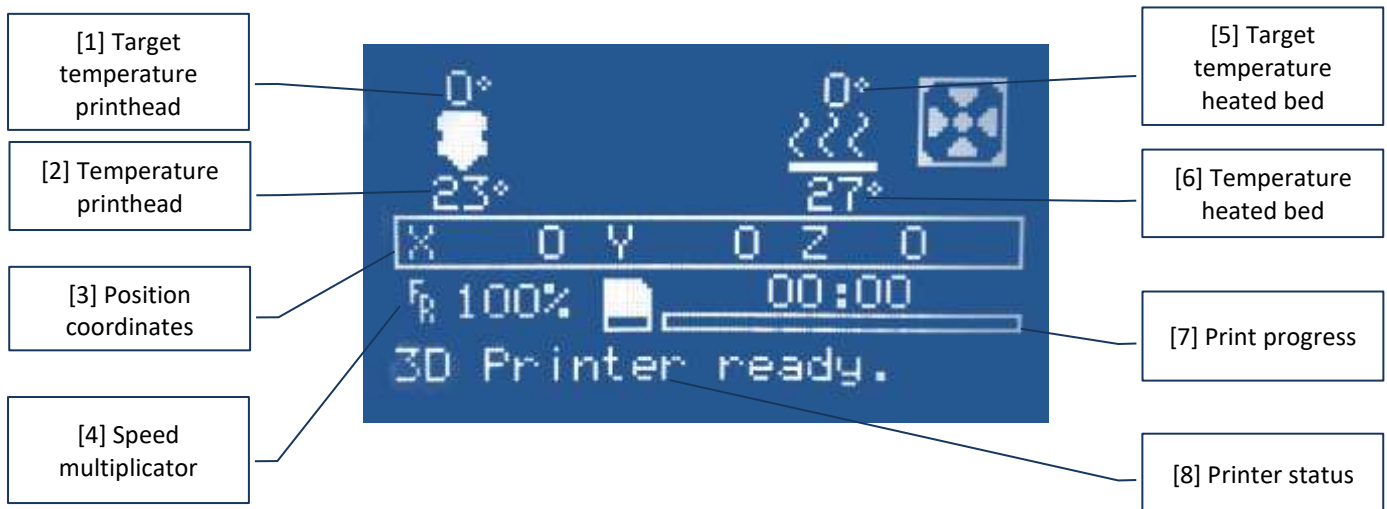 [1] Target
temperature
printhead
[2] Temperature
printhead
[3] Position
coordinates
[4] Speed
multiplicator
0° 0°
23° 27°
X 0 Y 0 Z 0
FR 100% 00:00
3D Printer ready.
[5] Target
temperature
heated bed
[6] Temperature
heated bed
[7] Print progress
[8] Printer status